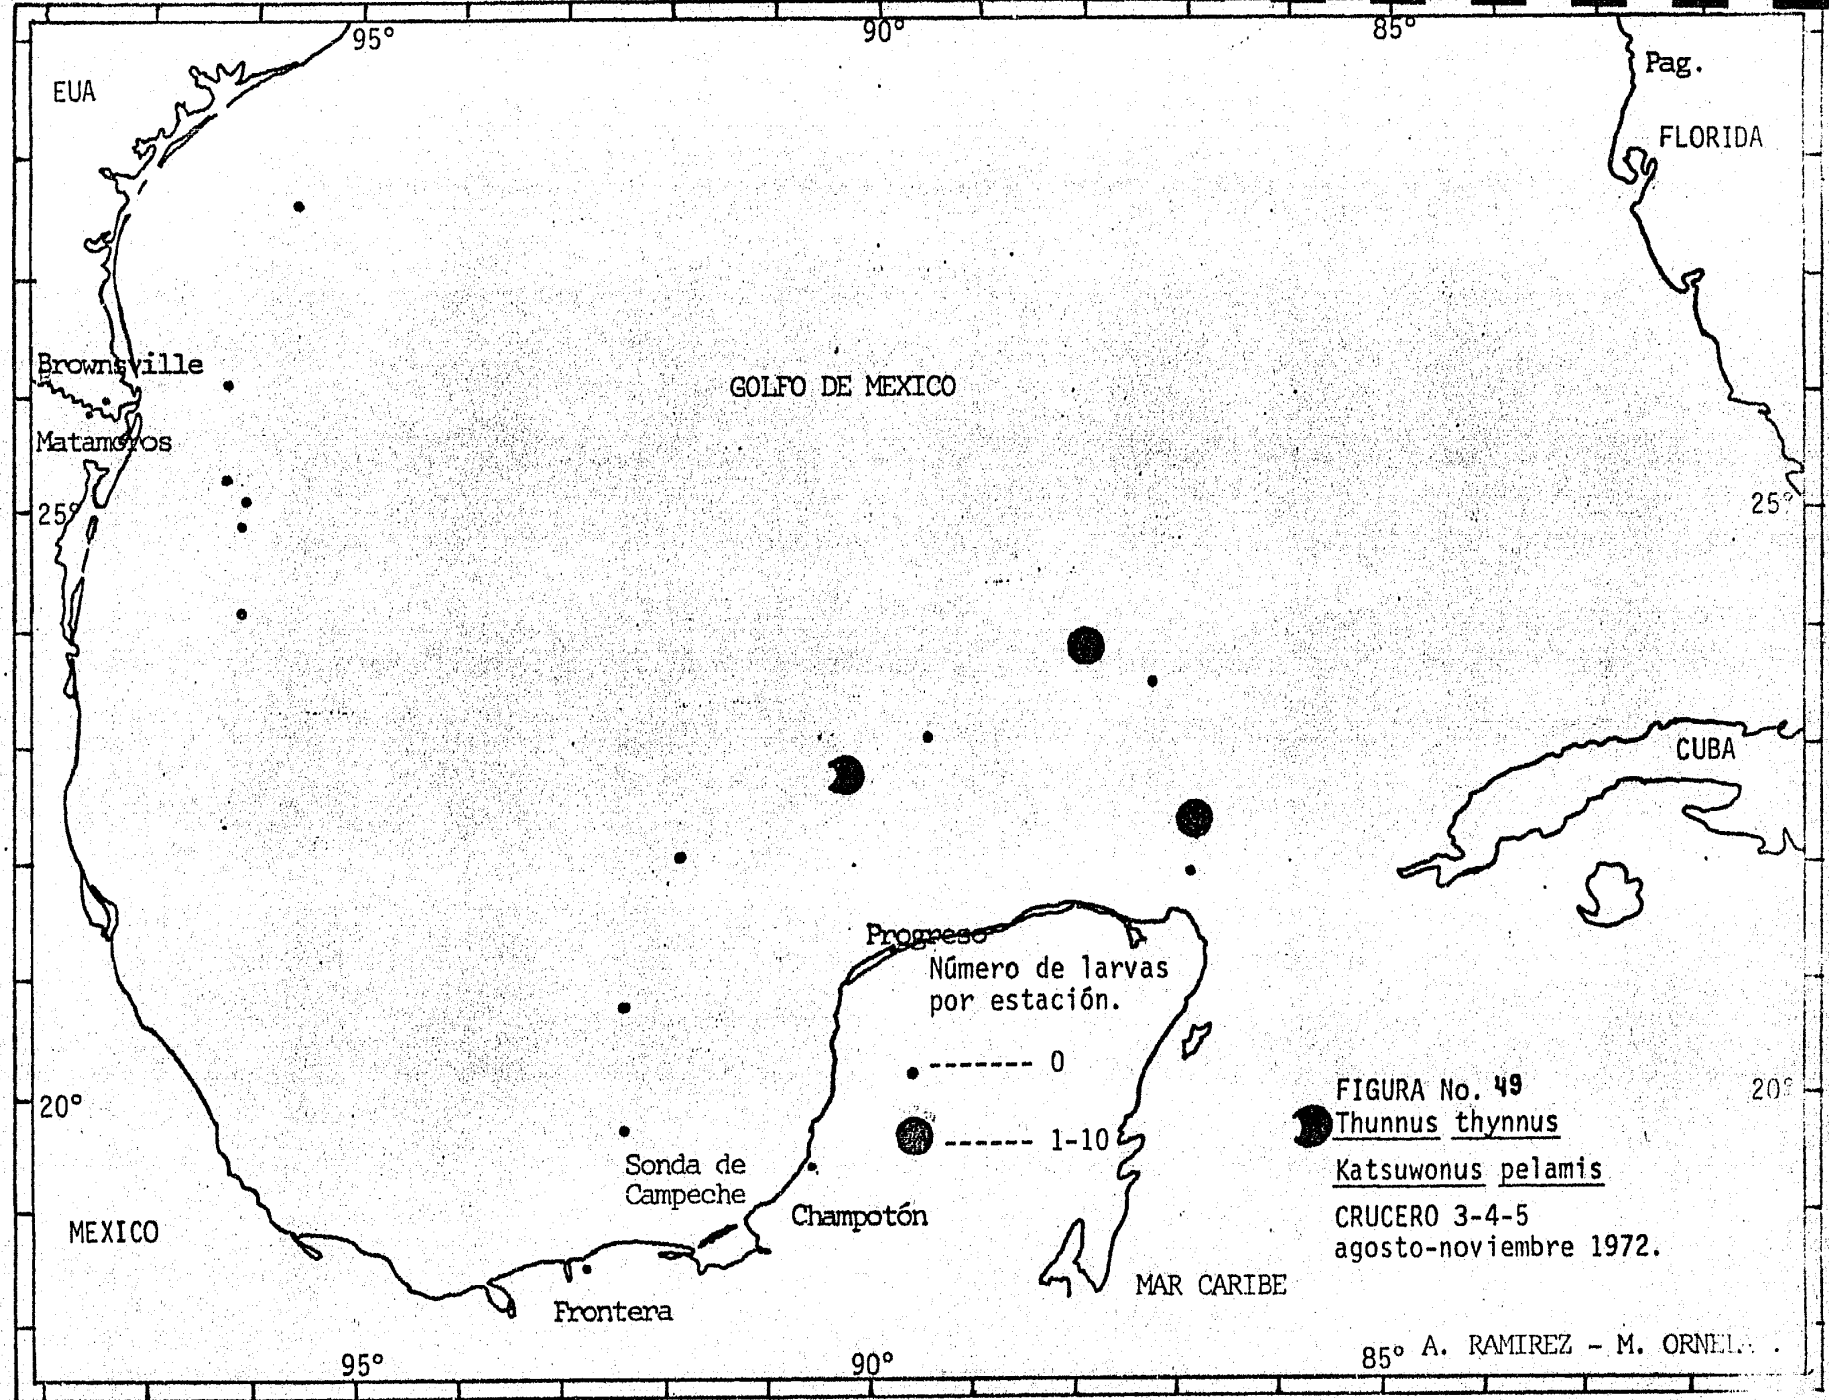 95°
90°
85°
EUA
Pag.
FLORIDA
Brownsville
GOLFO DE MEXICO
Matamoros
25°
25°
CUBA
Progreso
Número de larvas
por estación.
------- 0
------ 1-10
20°
20°
FIGURA No. 49
Thunnus thynnus
Katsuwonus pelamis
CRUCERO 3-4-5
agosto-noviembre 1972.
Sonda de
Campeche
Champotón
MEXICO
MAR CARIBE
Frontera
95°
90°
85°
A. RAMIREZ - M.